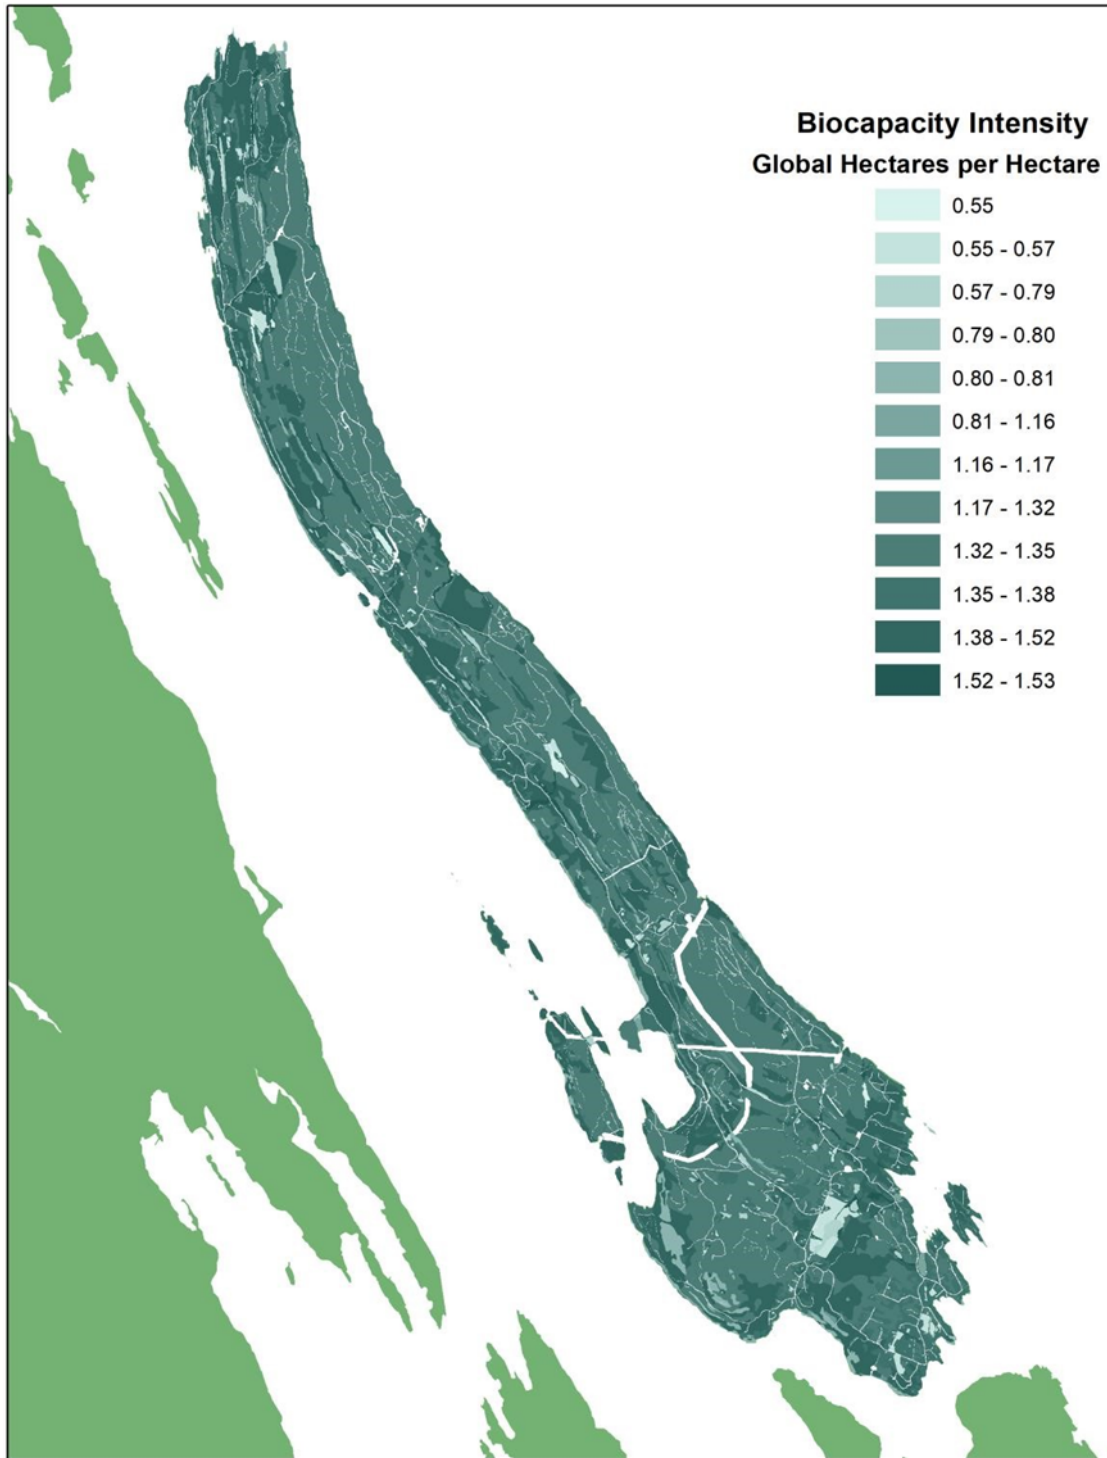 Biocapacity Intensity
Global Hectares per Hectare
0.55
0.55 - 0.57
0.57 - 0.79
0.79 - 0.80
0.80 - 0.81
0.81 - 1.16
1.16 - 1.17
1.17 - 1.32
1.32 - 1.35
1.35 - 1.38
1.38 - 1.52
1.52 - 1.53